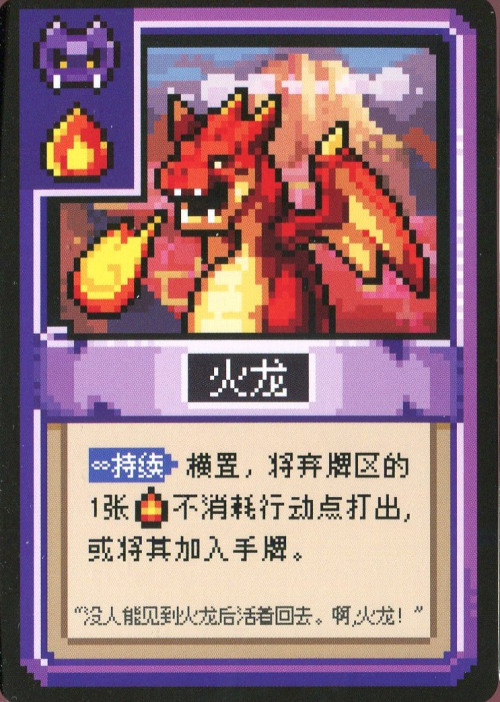 火龙
∞持续 横置，将弃牌区的
1张 不消耗行动点打出，
或将其加入手牌。
“没人能见到火龙后活着回去。啊，火龙！”